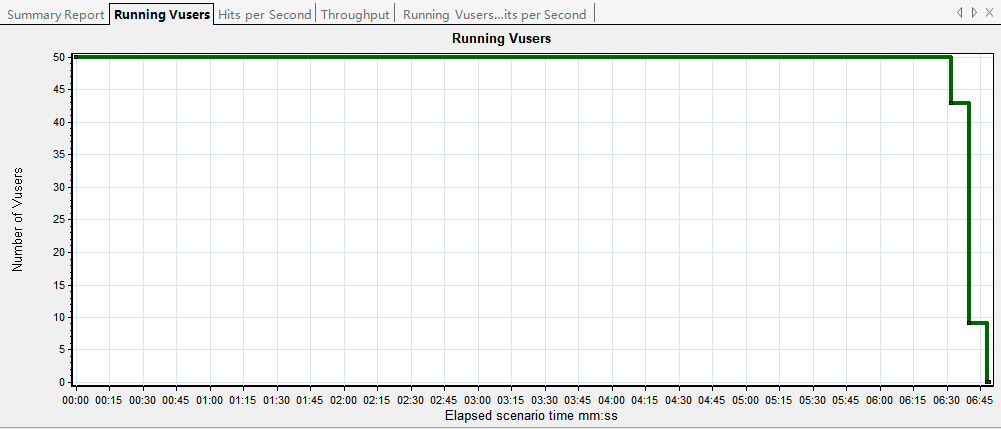 Summary Report Running Vusers Hits per Second Throughput Running Vusers...its per Second
Running Vusers
50
45
40
35
30
25
20
15
10
5
0
Number of Vusers
00:00 00:15 00:30 00:45 01:00 01:15 01:30 01:45 02:00 02:15 02:30 02:45 03:00 03:15 03:30 03:45 04:00 04:15 04:30 04:45 05:00 05:15 05:30 05:45 06:00 06:15 06:30 06:45
Elapsed scenario time mm:ss